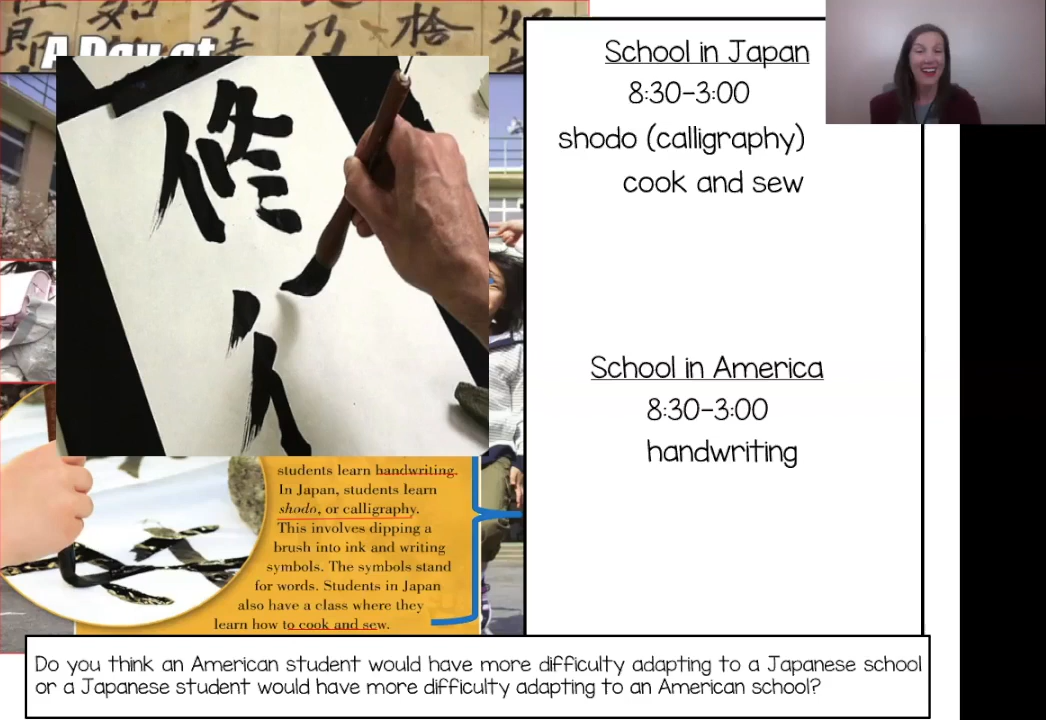 A Day at
修
School in Japan
8:30-3:00
shodo (calligraphy)
cook and sew
School in America
8:30-3:00
handwriting
students learn handwriting.
In Japan, students learn
shodo, or calligraphy.
This involves dipping a
brush into ink and writing
symbols. The symbols stand
for words. Students in Japan
also have a class where they
learn how to cook and sew.
Do you think an American student would have more difficulty adapting to a Japanese school
or a Japanese student would have more difficulty adapting to an American school?